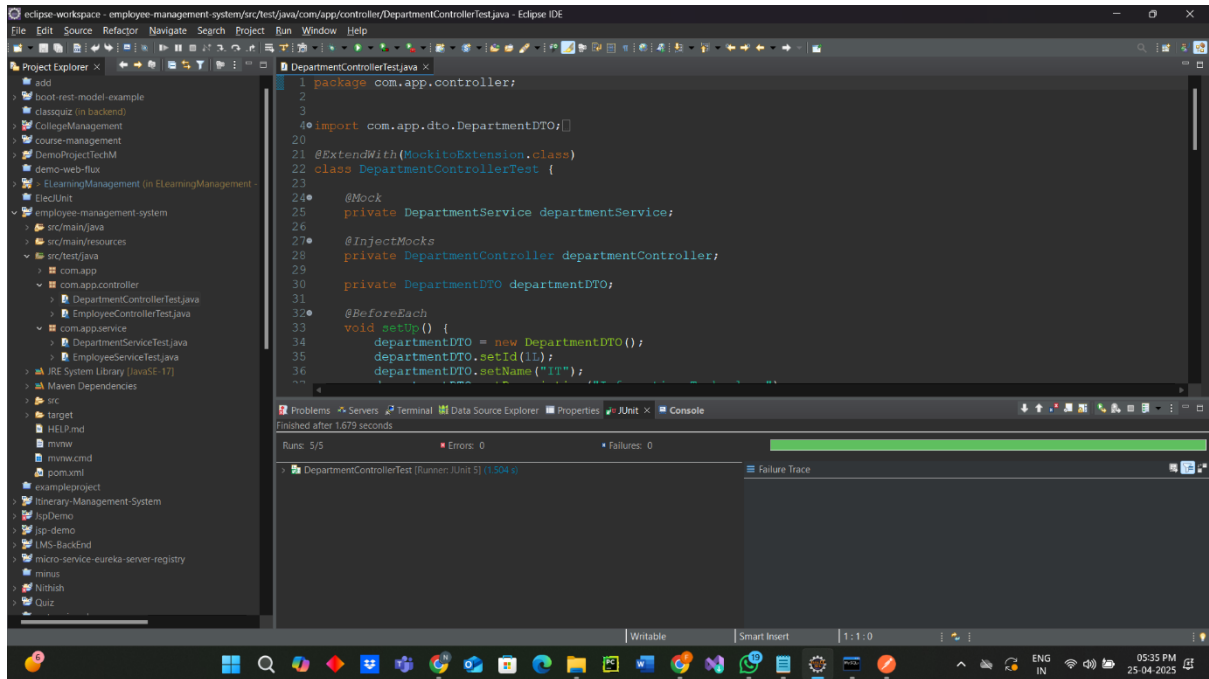 eclipse-workspace - employee-management-system/src/test/java/com/app/controller/DepartmentControllerTest.java - Eclipse IDE
File Edit Source Refactor Navigate Search Project Run Window Help
Project Explorer
add
boot-rest-model-example
classquiz (in backend)
CollegeManagement
course-management
DemoProjectTechM
demo-web-flux
> ELearningManagement (in ELearningManagement -
ElecJUnit
employee-management-system
src/main/java
src/main/resources
src/test/java
com.app
com.app.controller
DepartmentControllerTest.java
EmployeeControllerTest.java
com.app.service
DepartmentServiceTest.java
EmployeeServiceTest.java
JRE System Library [JavaSE-17]
Maven Dependencies
src
target
HELP.md
mvnw
mvnw.cmd
pom.xml
exampleproject
Itinerary-Management-System
JspDemo
jsp-demo
LMS-BackEnd
micro-service-eureka-server-registry
minus
Nithish
Quiz
DepartmentControllerTest.java
1 package com.app.controller;
2
3
4 import com.app.dto.DepartmentDTO;
20
21 @ExtendWith(MockitoExtension.class)
22 class DepartmentControllerTest {
23
24 @Mock
25 private DepartmentService departmentService;
26
27 @InjectMocks
28 private DepartmentController departmentController;
29
30 private DepartmentDTO departmentDTO;
31
32 @BeforeEach
33 void setUp() {
34 departmentDTO = new DepartmentDTO();
35 departmentDTO.setId(1L);
36 departmentDTO.setName("IT");
Problems Servers Terminal Data Source Explorer Properties JUnit Console
Finished after 1.679 seconds
Runs: 5/5 Errors: 0 Failures: 0
DepartmentControllerTest [Runner: JUnit 5] (1.504 s)
Failure Trace
Writable Smart Insert 1 : 1 : 0
6
19
ENG
IN
05:35 PM
25-04-2025